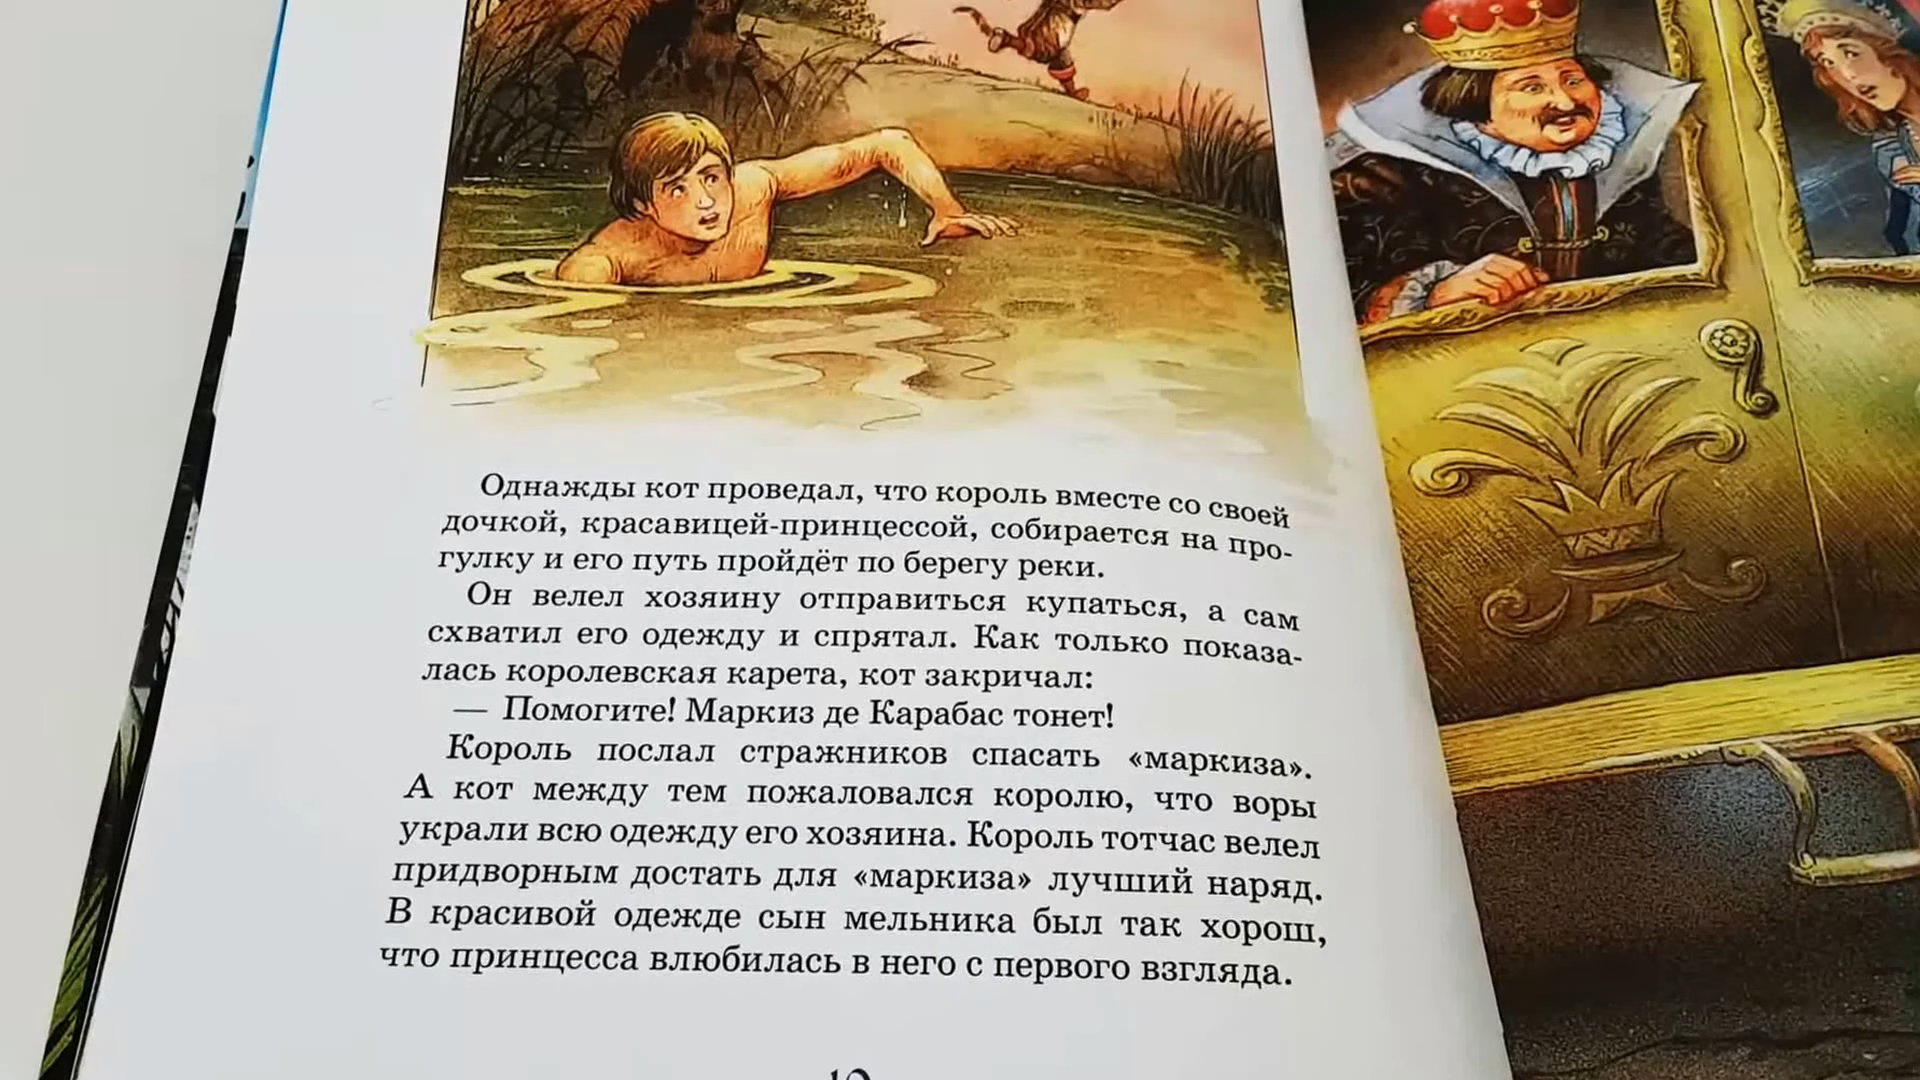 Однажды кот проведал, что король вместе со своей
дочкой, красавицей-принцессой, собирается на про-
гулку и его путь пройдёт по берегу реки.
Он велел хозяину отправиться купаться, а сам
схватил его одежду и спрятал. Как только показа-
лась королевская карета, кот закричал:
— Помогите! Маркиз де Карабас тонет!
Король послал стражников спасать «маркиза».
А кот между тем пожаловался королю, что воры
украли всю одежду его хозяина. Король тотчас велел
придворным достать для «маркиза» лучший наряд.
В красивой одежде сын мельника был так хорош,
что принцесса влюбилась в него с первого взгляда.